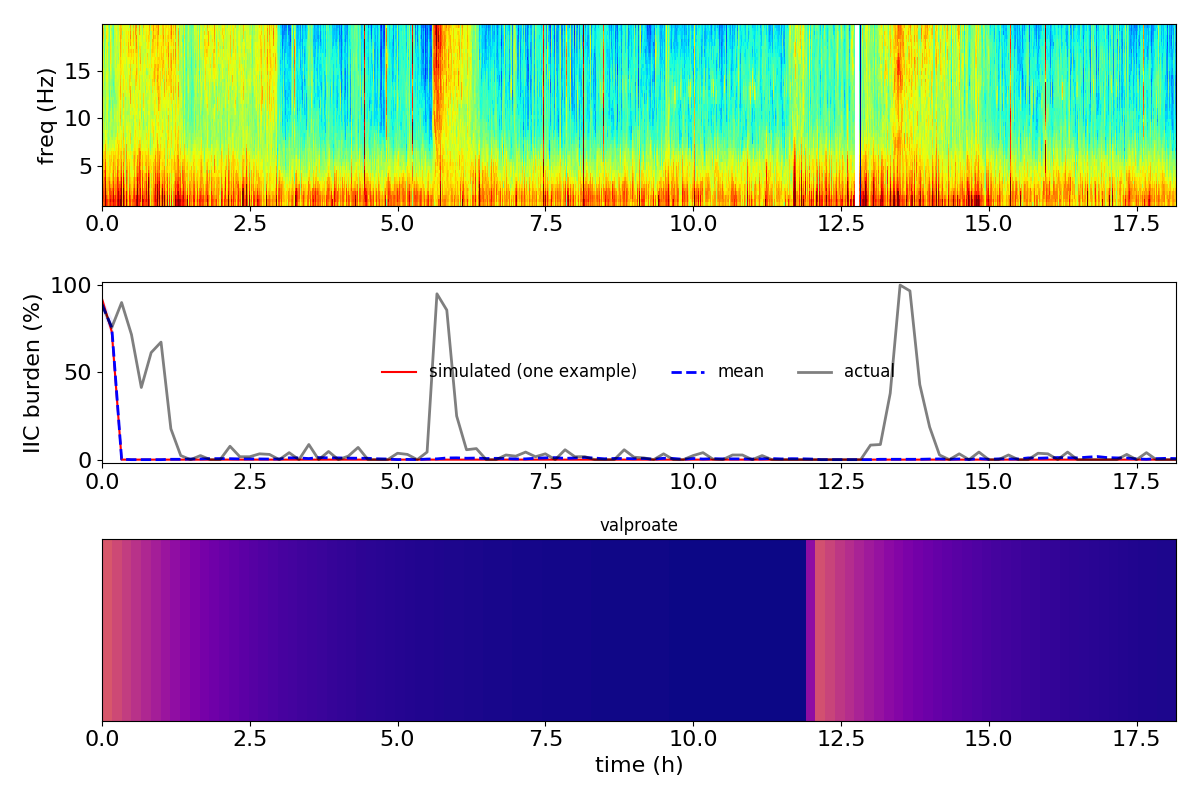 freq (Hz)
15
10
5
0.0 2.5 5.0 7.5 10.0 12.5 15.0 17.5
IIC burden (%)
100
50
0
simulated (one example) mean actual
0.0 2.5 5.0 7.5 10.0 12.5 15.0 17.5
valproate
0.0 2.5 5.0 7.5 10.0 12.5 15.0 17.5
time (h)